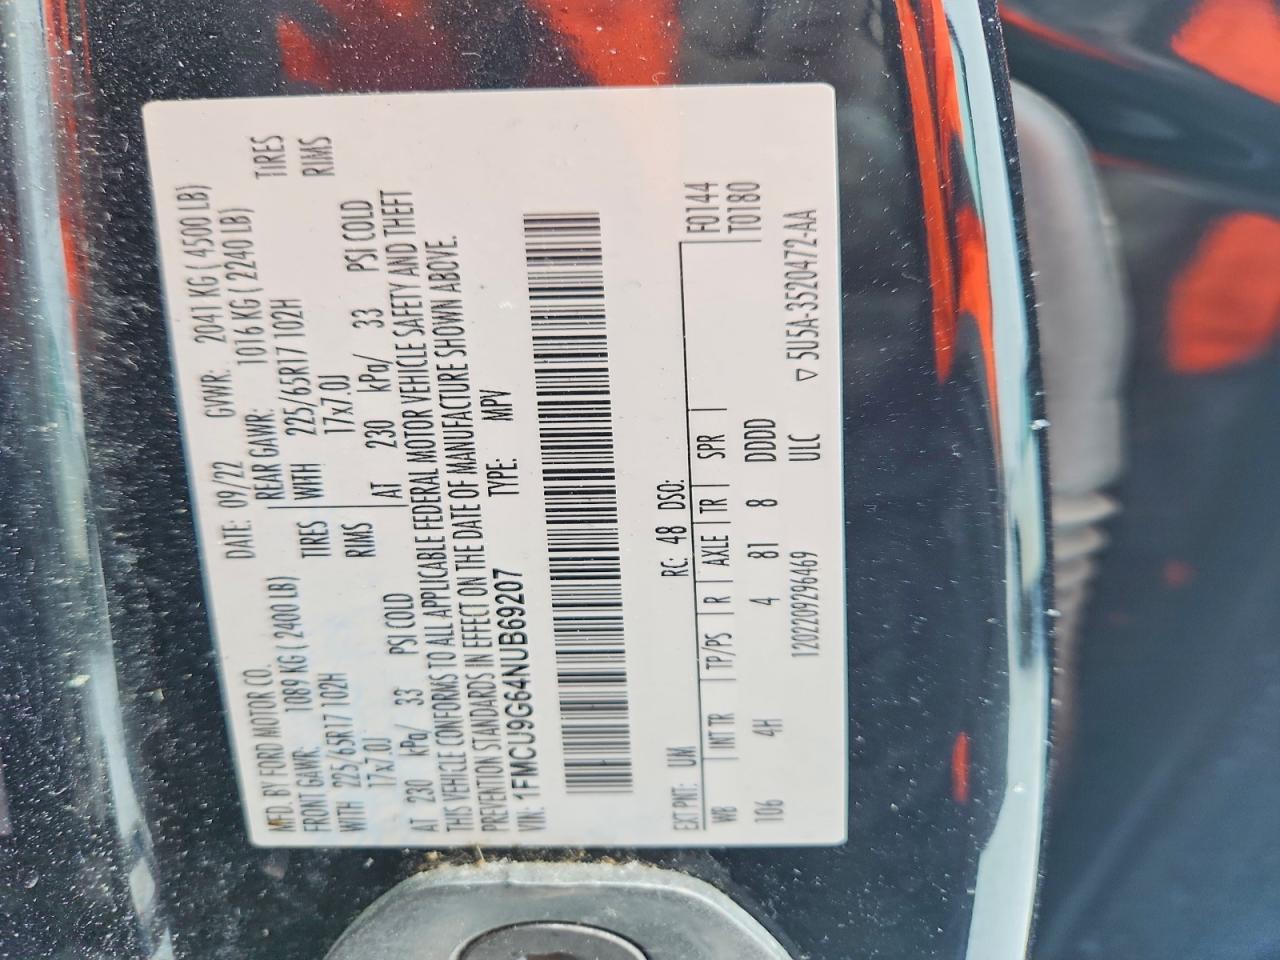 MFD. BY FORD MOTOR CO. DATE: 09/22 GVWR: 2041 KG ( 4500 LB)
FRONT GAWR: 1089 KG ( 2400 LB) REAR GAWR: 1016 KG ( 2240 LB)
WITH 225/65R17 102H TIRES WITH 225/65R17 102H TIRES
17x7.0J RIMS 17x7.0J RIMS
AT 230 kPa/ 33 PSI COLD AT 230 kPa/ 33 PSI COLD
THIS VEHICLE CONFORMS TO ALL APPLICABLE FEDERAL MOTOR VEHICLE SAFETY AND THEFT
PREVENTION STANDARDS IN EFFECT ON THE DATE OF MANUFACTURE SHOWN ABOVE.
VIN: 1FMCU9G64NUB69207 TYPE: MPV
EXT PNT: UM RC: 48 DSO: F0144
WB INT TR TP/PS R AXLE TR SPR T0180
T06 4H 4 81 8 DDDD
1202209296469 ULC ▽ 5U5A-3520472-AA